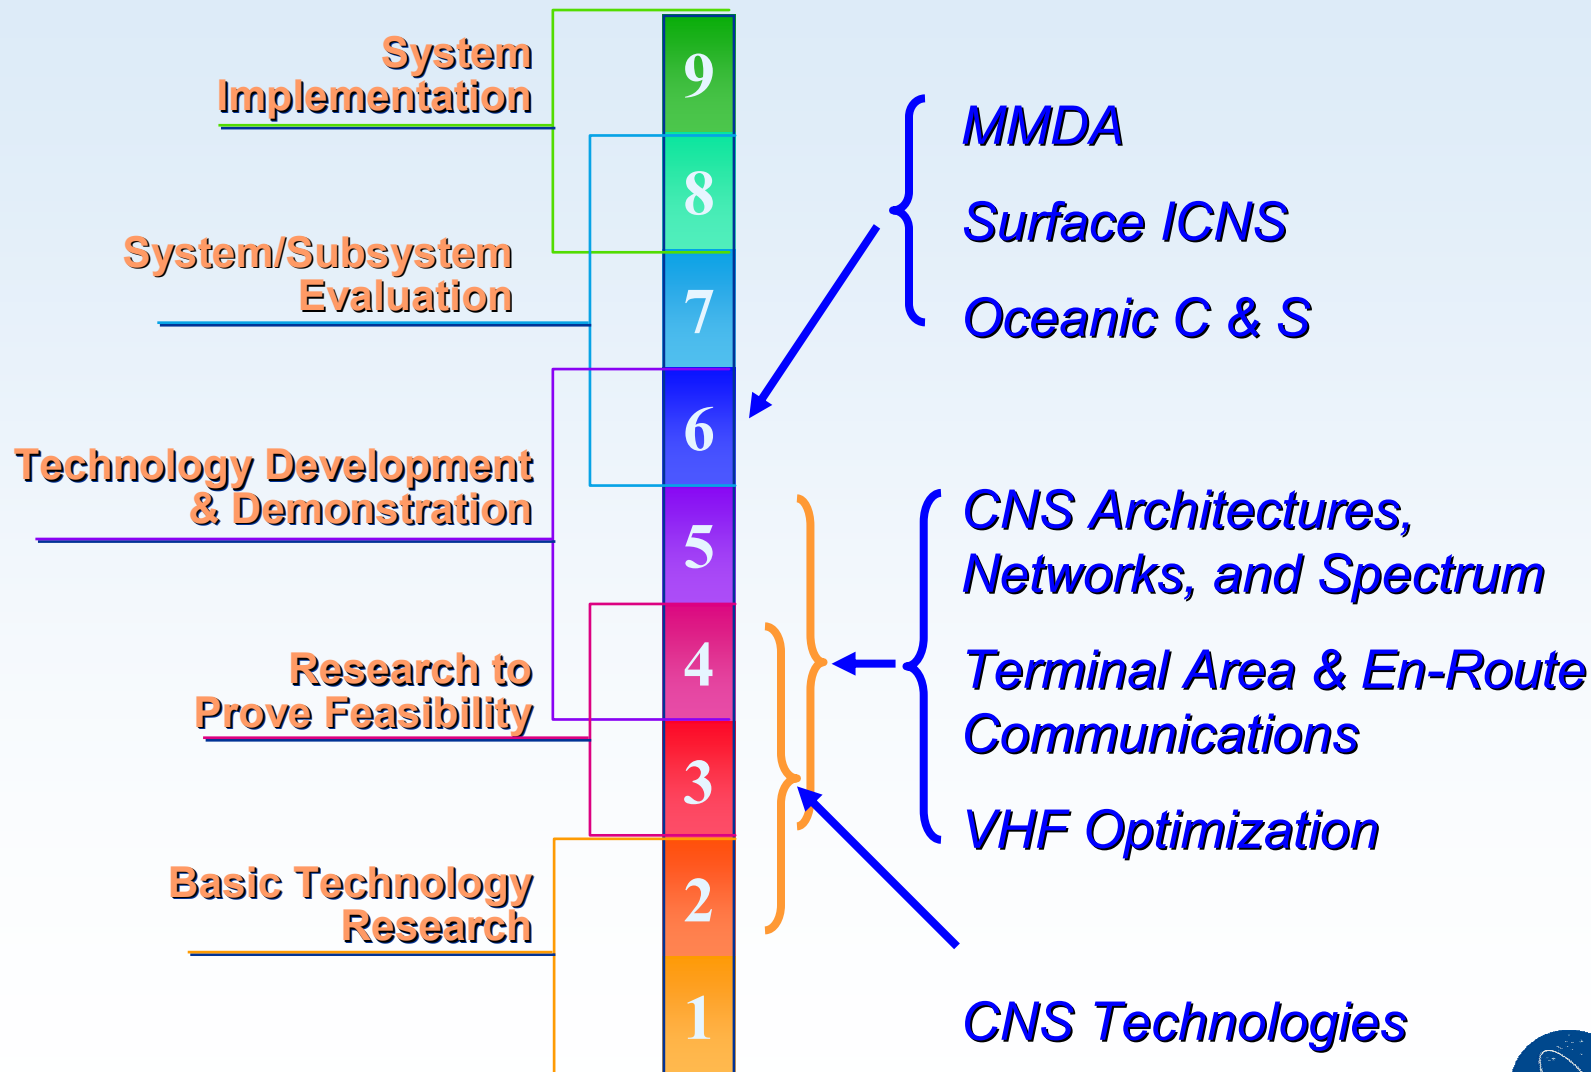 System
Implementation
System/Subsystem
Evaluation
Technology Development
& Demonstration
Research to
Prove Feasibility
Basic Technology
Research
9
8
7
6
5
4
3
2
1
MMDA
Surface ICNS
Oceanic C & S
CNS Architectures,
Networks, and Spectrum
Terminal Area & En-Route
Communications
VHF Optimization
CNS Technologies